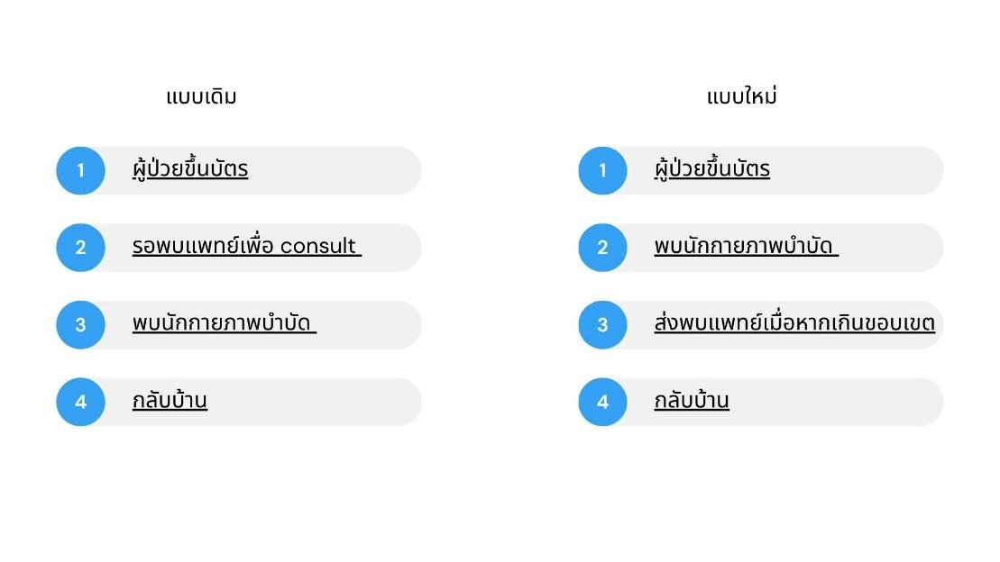 แบบเดิม
1 ผู้ป่วยขึ้นบัตร
2 รอพบแพทย์เพื่อ consult
3 พบนักกายภาพบำบัด
4 กลับบ้าน
แบบใหม่
1 ผู้ป่วยขึ้นบัตร
2 พบนักกายภาพบำบัด
3 ส่งพบแพทย์เมื่อหากเกินขอบเขต
4 กลับบ้าน